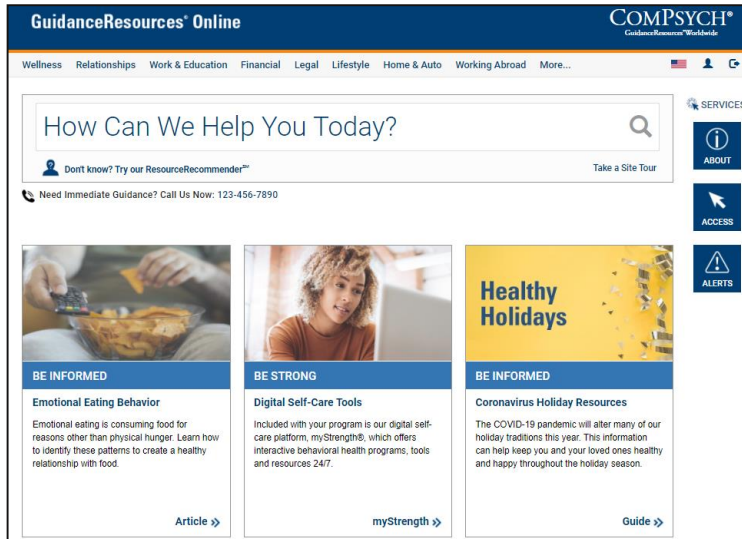 GuidanceResources® Online
COMPSYCH®
GuidanceResources®Worldwide
Wellness Relationships Work & Education Financial Legal Lifestyle Home & Auto Working Abroad More...
SERVICES
How Can We Help You Today?
Don't know? Try our ResourceRecommender℠
Take a Site Tour
Need Immediate Guidance? Call Us Now: 123-456-7890
ABOUT
ACCESS
ALERTS
Healthy
Holidays
BE INFORMED
Emotional Eating Behavior
Emotional eating is consuming food for
reasons other than physical hunger. Learn how
to identify these patterns to create a healthy
relationship with food.
Article »
BE STRONG
Digital Self-Care Tools
Included with your program is our digital self-
care platform, myStrength®, which offers
interactive behavioral health programs, tools
and resources 24/7.
myStrength »
BE INFORMED
Coronavirus Holiday Resources
The COVID-19 pandemic will alter many of our
holiday traditions this year. This information
can help keep you and your loved ones healthy
and happy throughout the holiday season.
Guide »